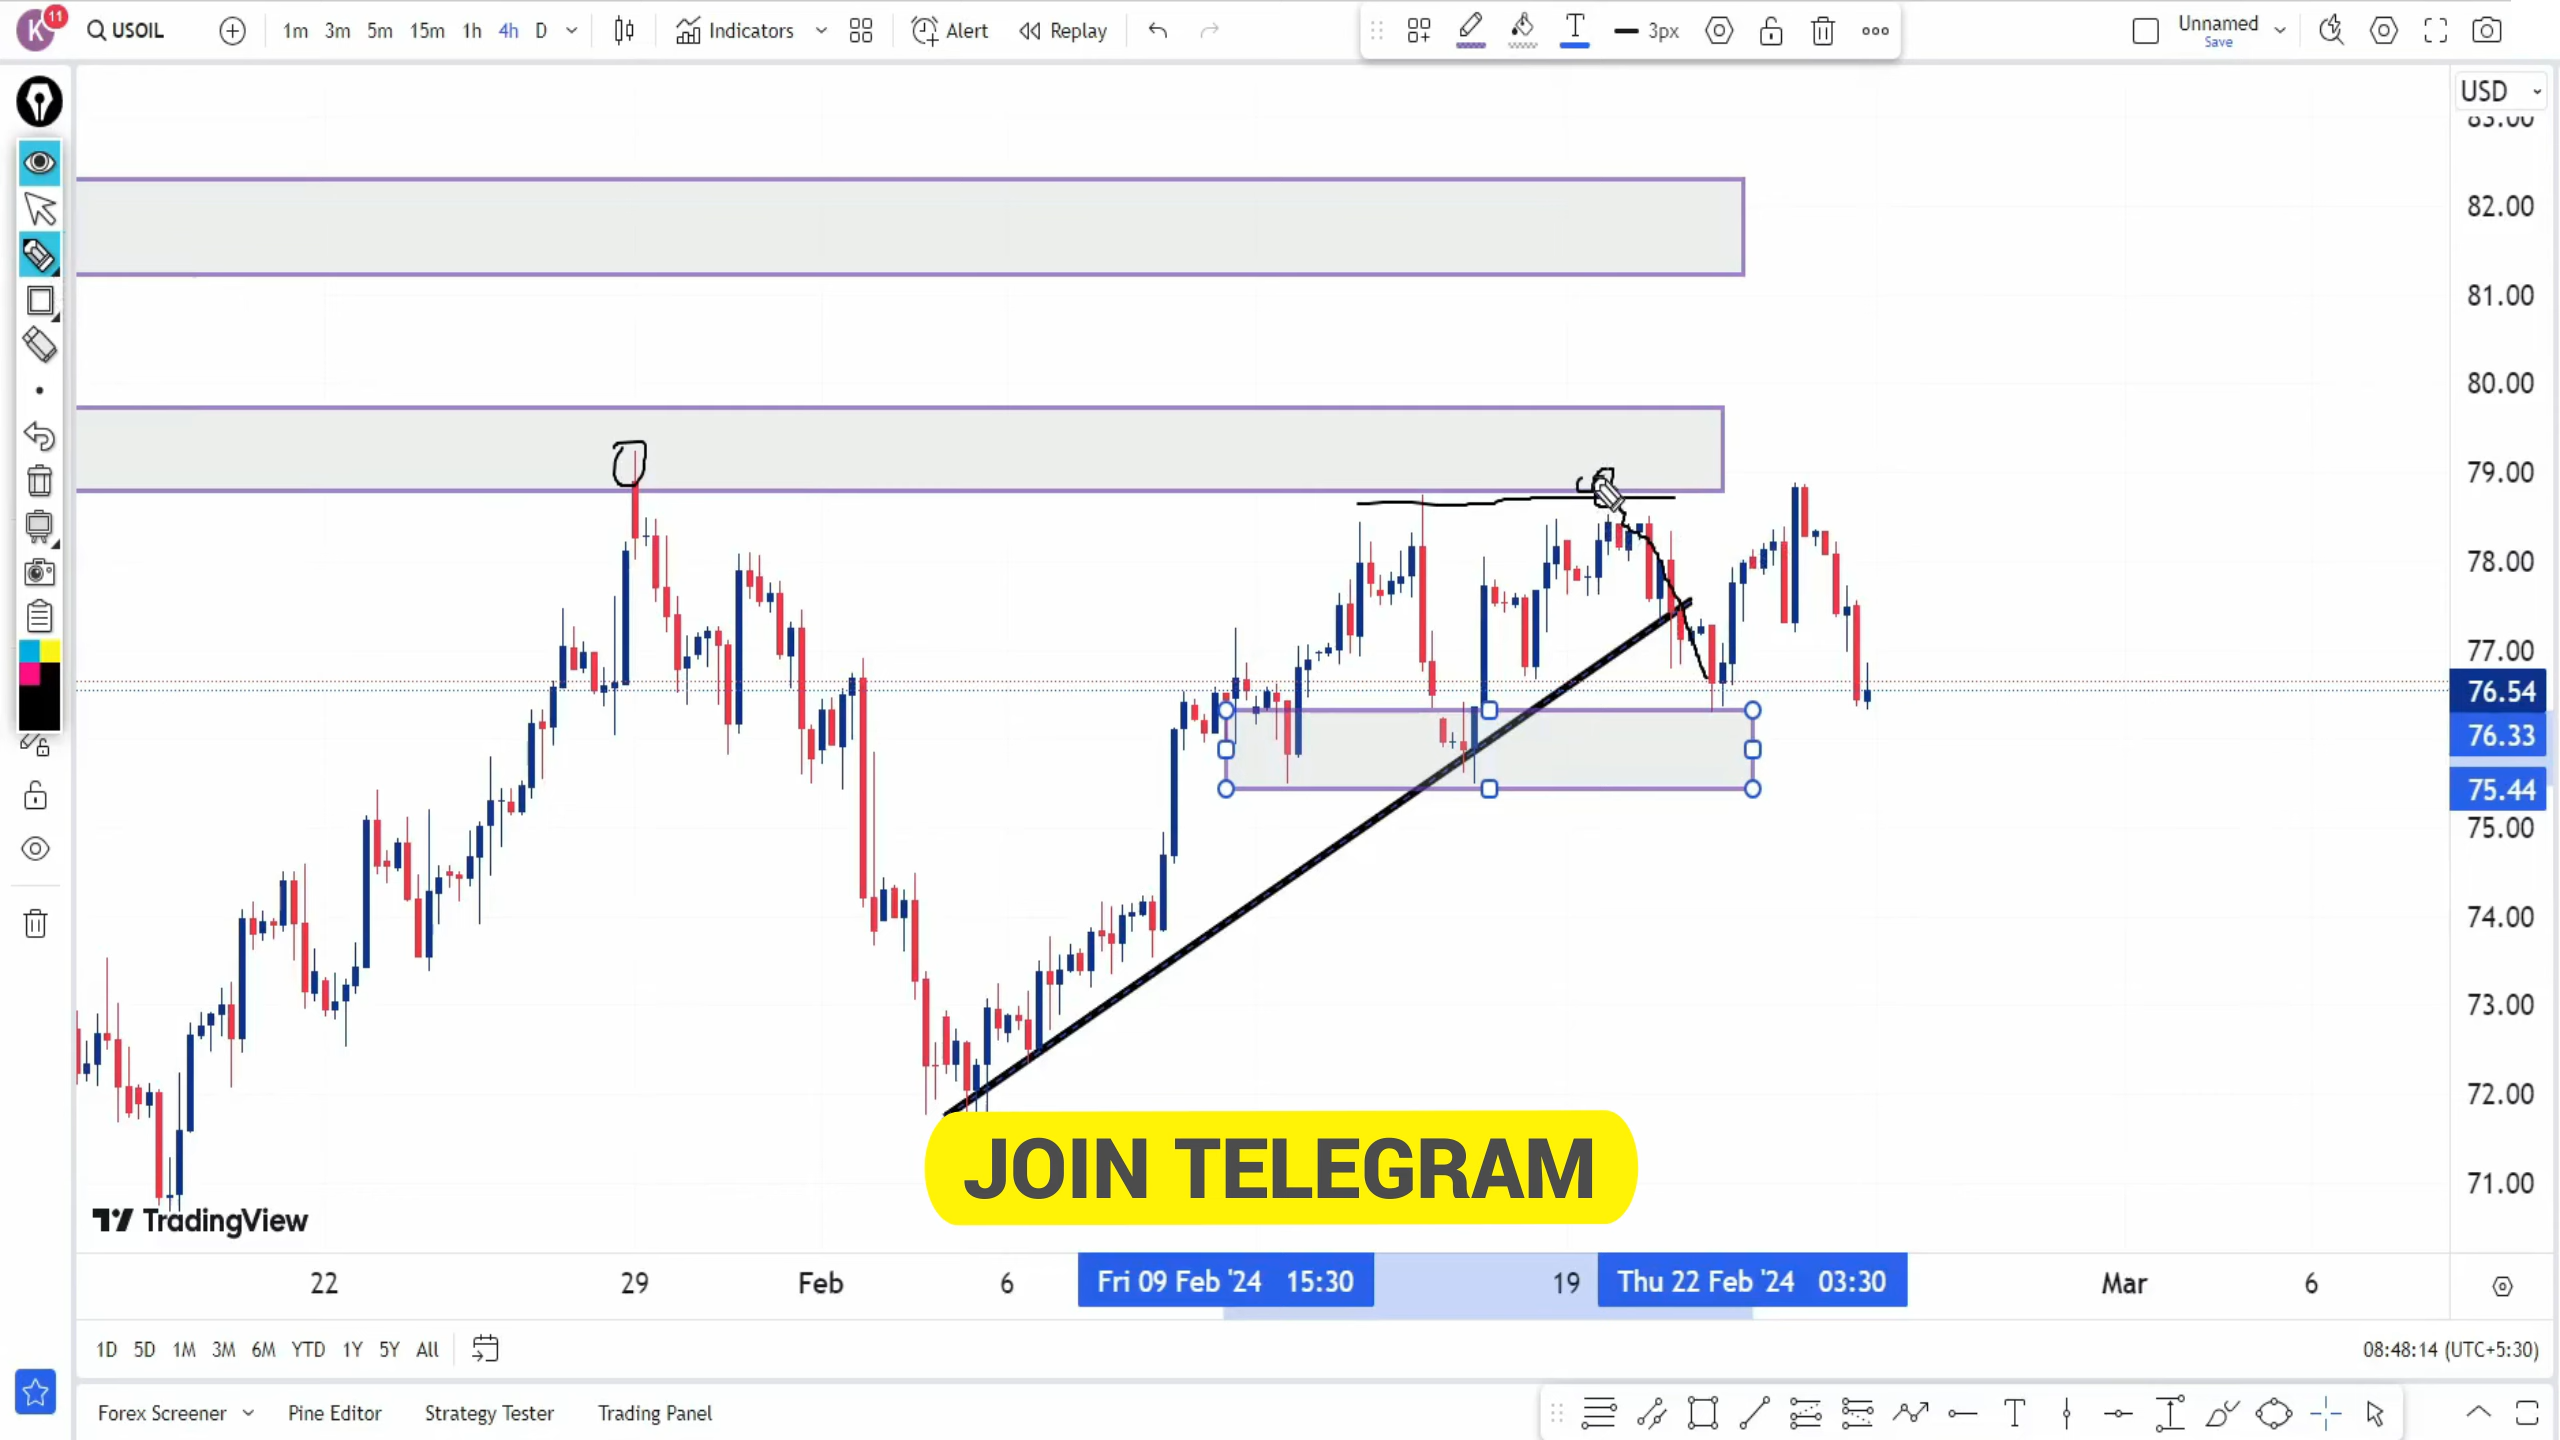 K 11 USOIL 1m 3m 5m 15m 1h 4h D Indicators Alert Replay T 3px Unnamed
Save
USD
83.00
82.00
81.00
80.00
79.00
78.00
77.00
76.54
76.33
75.44
75.00
74.00
73.00
72.00
71.00
JOIN TELEGRAM
TradingView
22 29 Feb 6 Fri 09 Feb '24 15:30 19 Thu 22 Feb '24 03:30 Mar 6
1D 5D 1M 3M 6M YTD 1Y 5Y All 08:48:14 (UTC+5:30)
Forex Screener Pine Editor Strategy Tester Trading Panel T